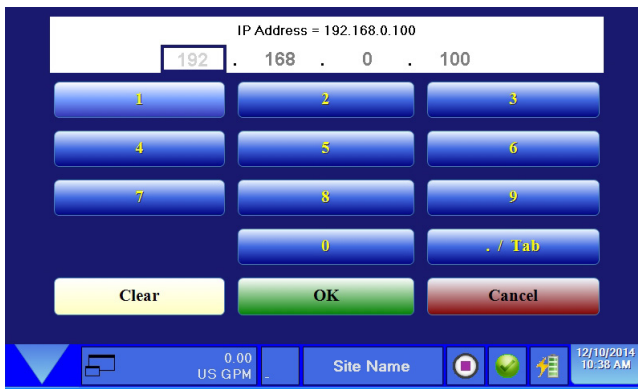 IP Address = 192.168.0.100
192 . 168 . 0 . 100
1 2 3
4 5 6
7 8 9
0 . / Tab
Clear OK Cancel
0.00
US GPM -
Site Name
12/10/2014
10:38 AM